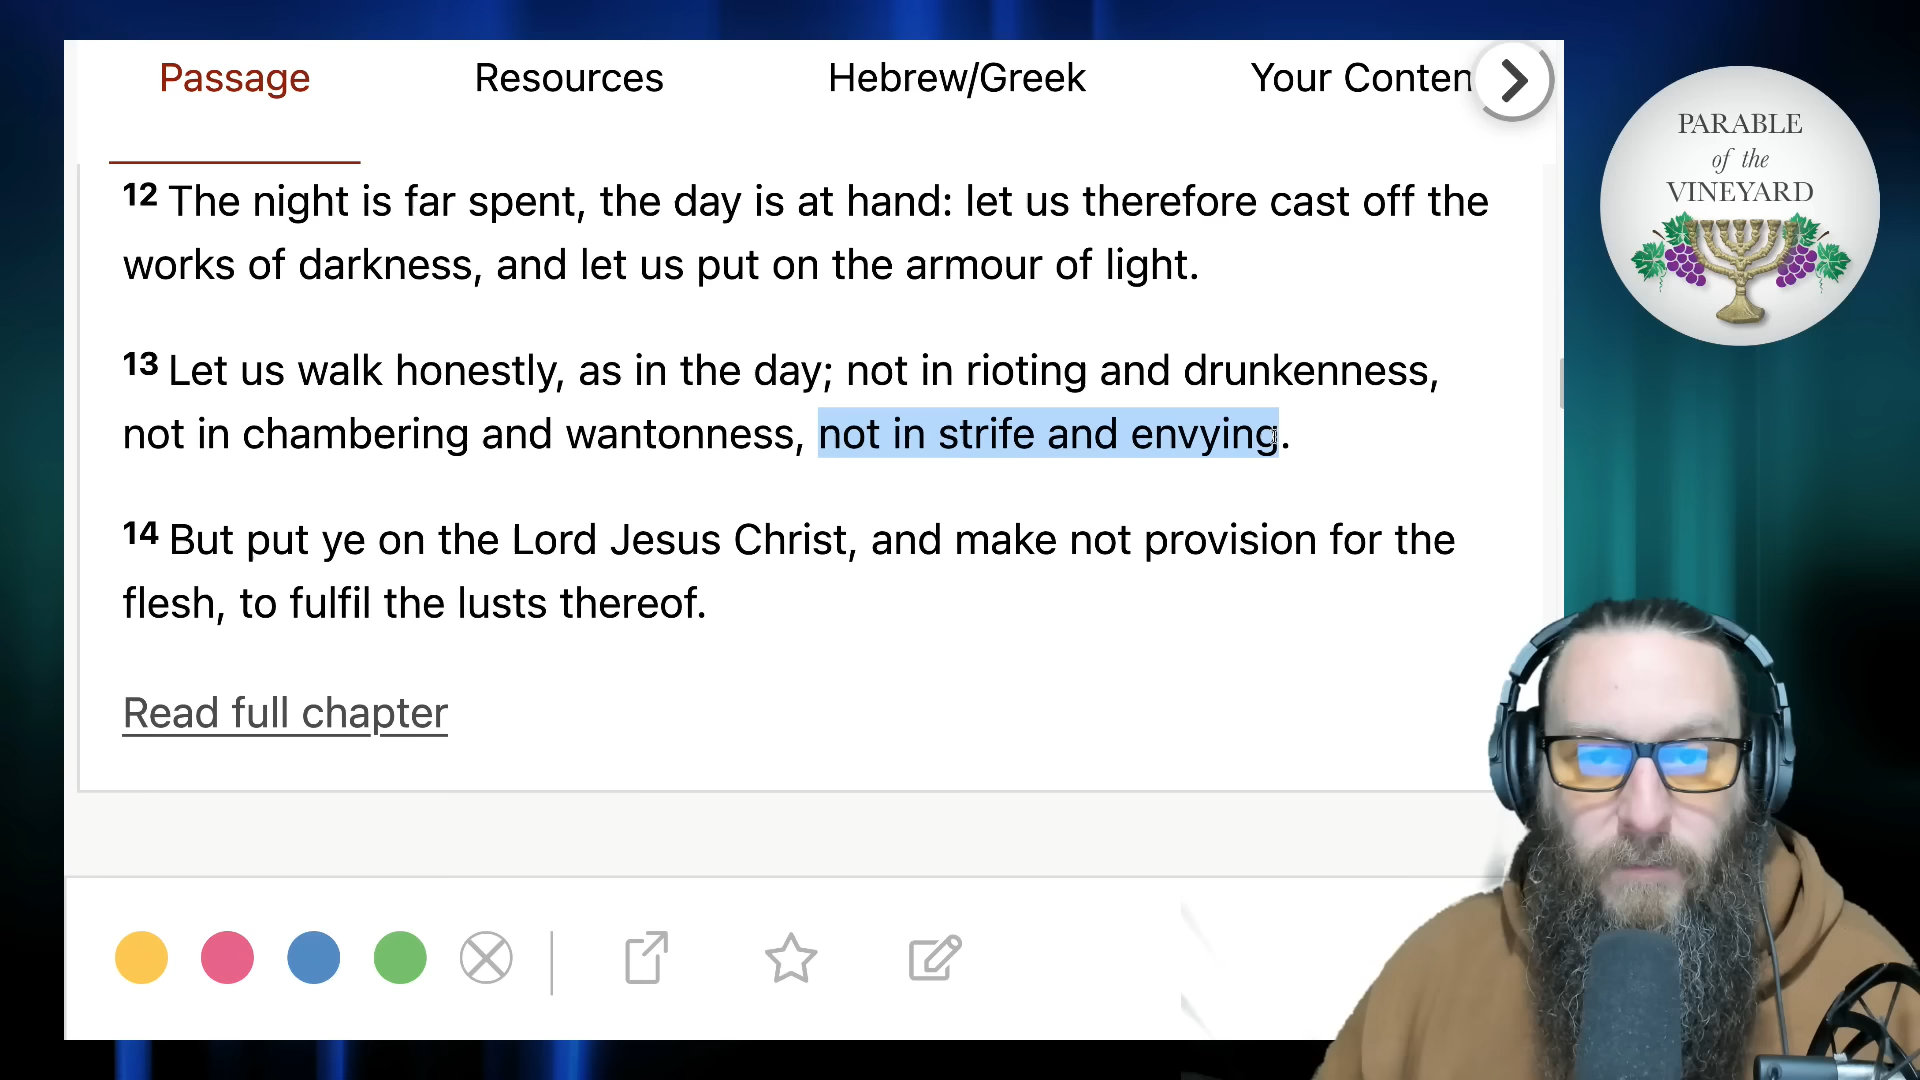 Passage Resources Hebrew/Greek Your Conten
PARABLE
of the
VINEYARD
12 The night is far spent, the day is at hand: let us therefore cast off the
works of darkness, and let us put on the armour of light.
13 Let us walk honestly, as in the day; not in rioting and drunkenness,
not in chambering and wantonness, not in strife and envying.
14 But put ye on the Lord Jesus Christ, and make not provision for the
flesh, to fulfil the lusts thereof.
Read full chapter